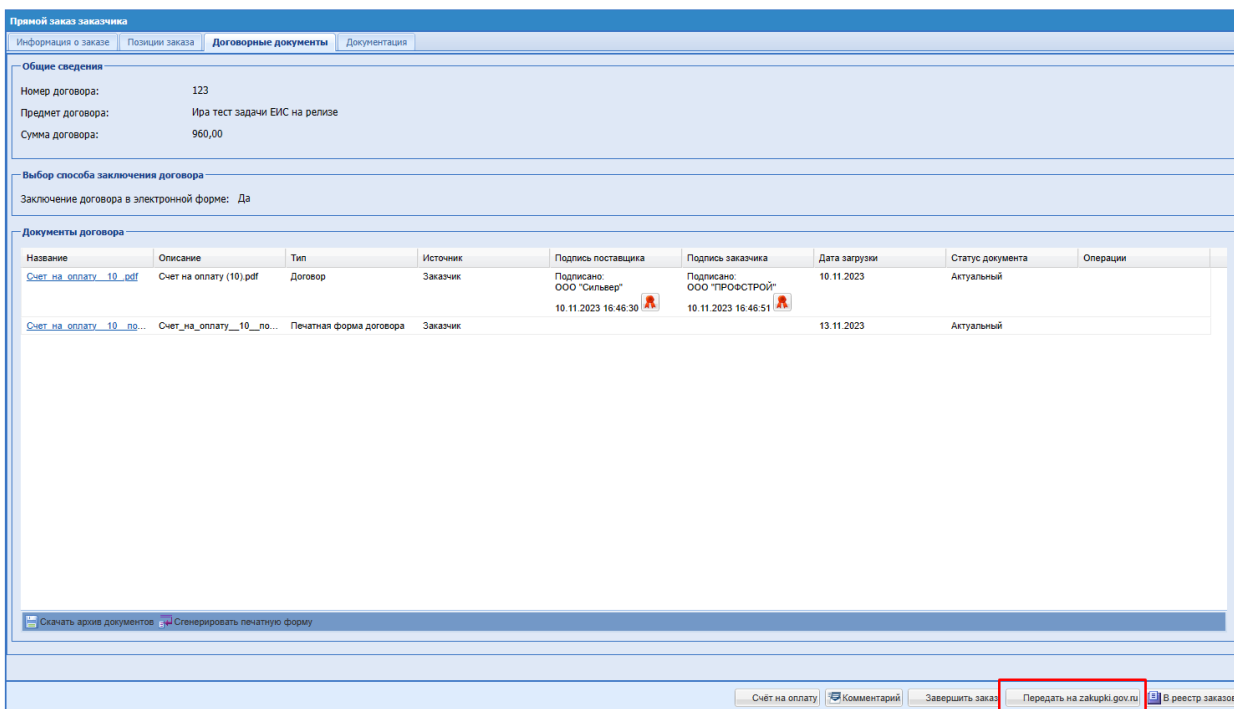 Прямой заказ заказчика
Информация о заказе Позиции заказа Договорные документы Документация
Общие сведения
Номер договора: 123
Предмет договора: Ира тест задачи ЕИС на релизе
Сумма договора: 960,00
Выбор способа заключения договора
Заключение договора в электронной форме: Да
Документы договора
Название Описание Тип Источник Подпись поставщика Подпись заказчика Дата загрузки Статус документа Операции
Счет_на_оплату__10_.pdf Счет на оплату (10).pdf Договор Заказчик Подписано: Подписано: 10.11.2023 Актуальный
ООО "Сильвер" ООО "ПРОФСТРОЙ"
10.11.2023 16:46:30 10.11.2023 16:46:51
Счет_на_оплату__10__по... Счет_на_оплату__10__по... Печатная форма договора Заказчик 13.11.2023 Актуальный
Скачать архив документов Сгенерировать печатную форму
Счёт на оплату Комментарий Завершить заказ Передать на zakupki.gov.ru В реестр заказов